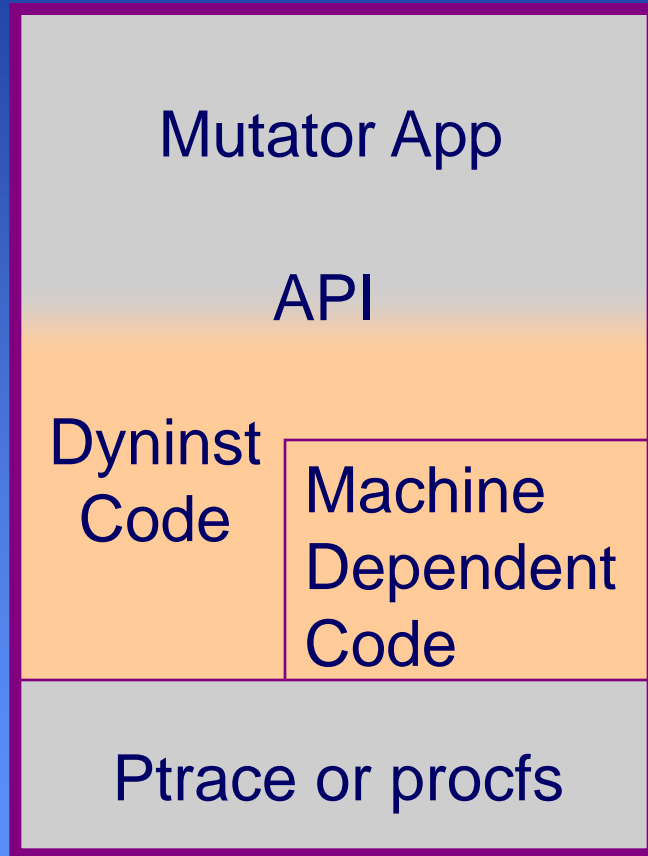 Mutator App
API
Dyninst
Code
Machine
Dependent
Code
Ptrace or procfs